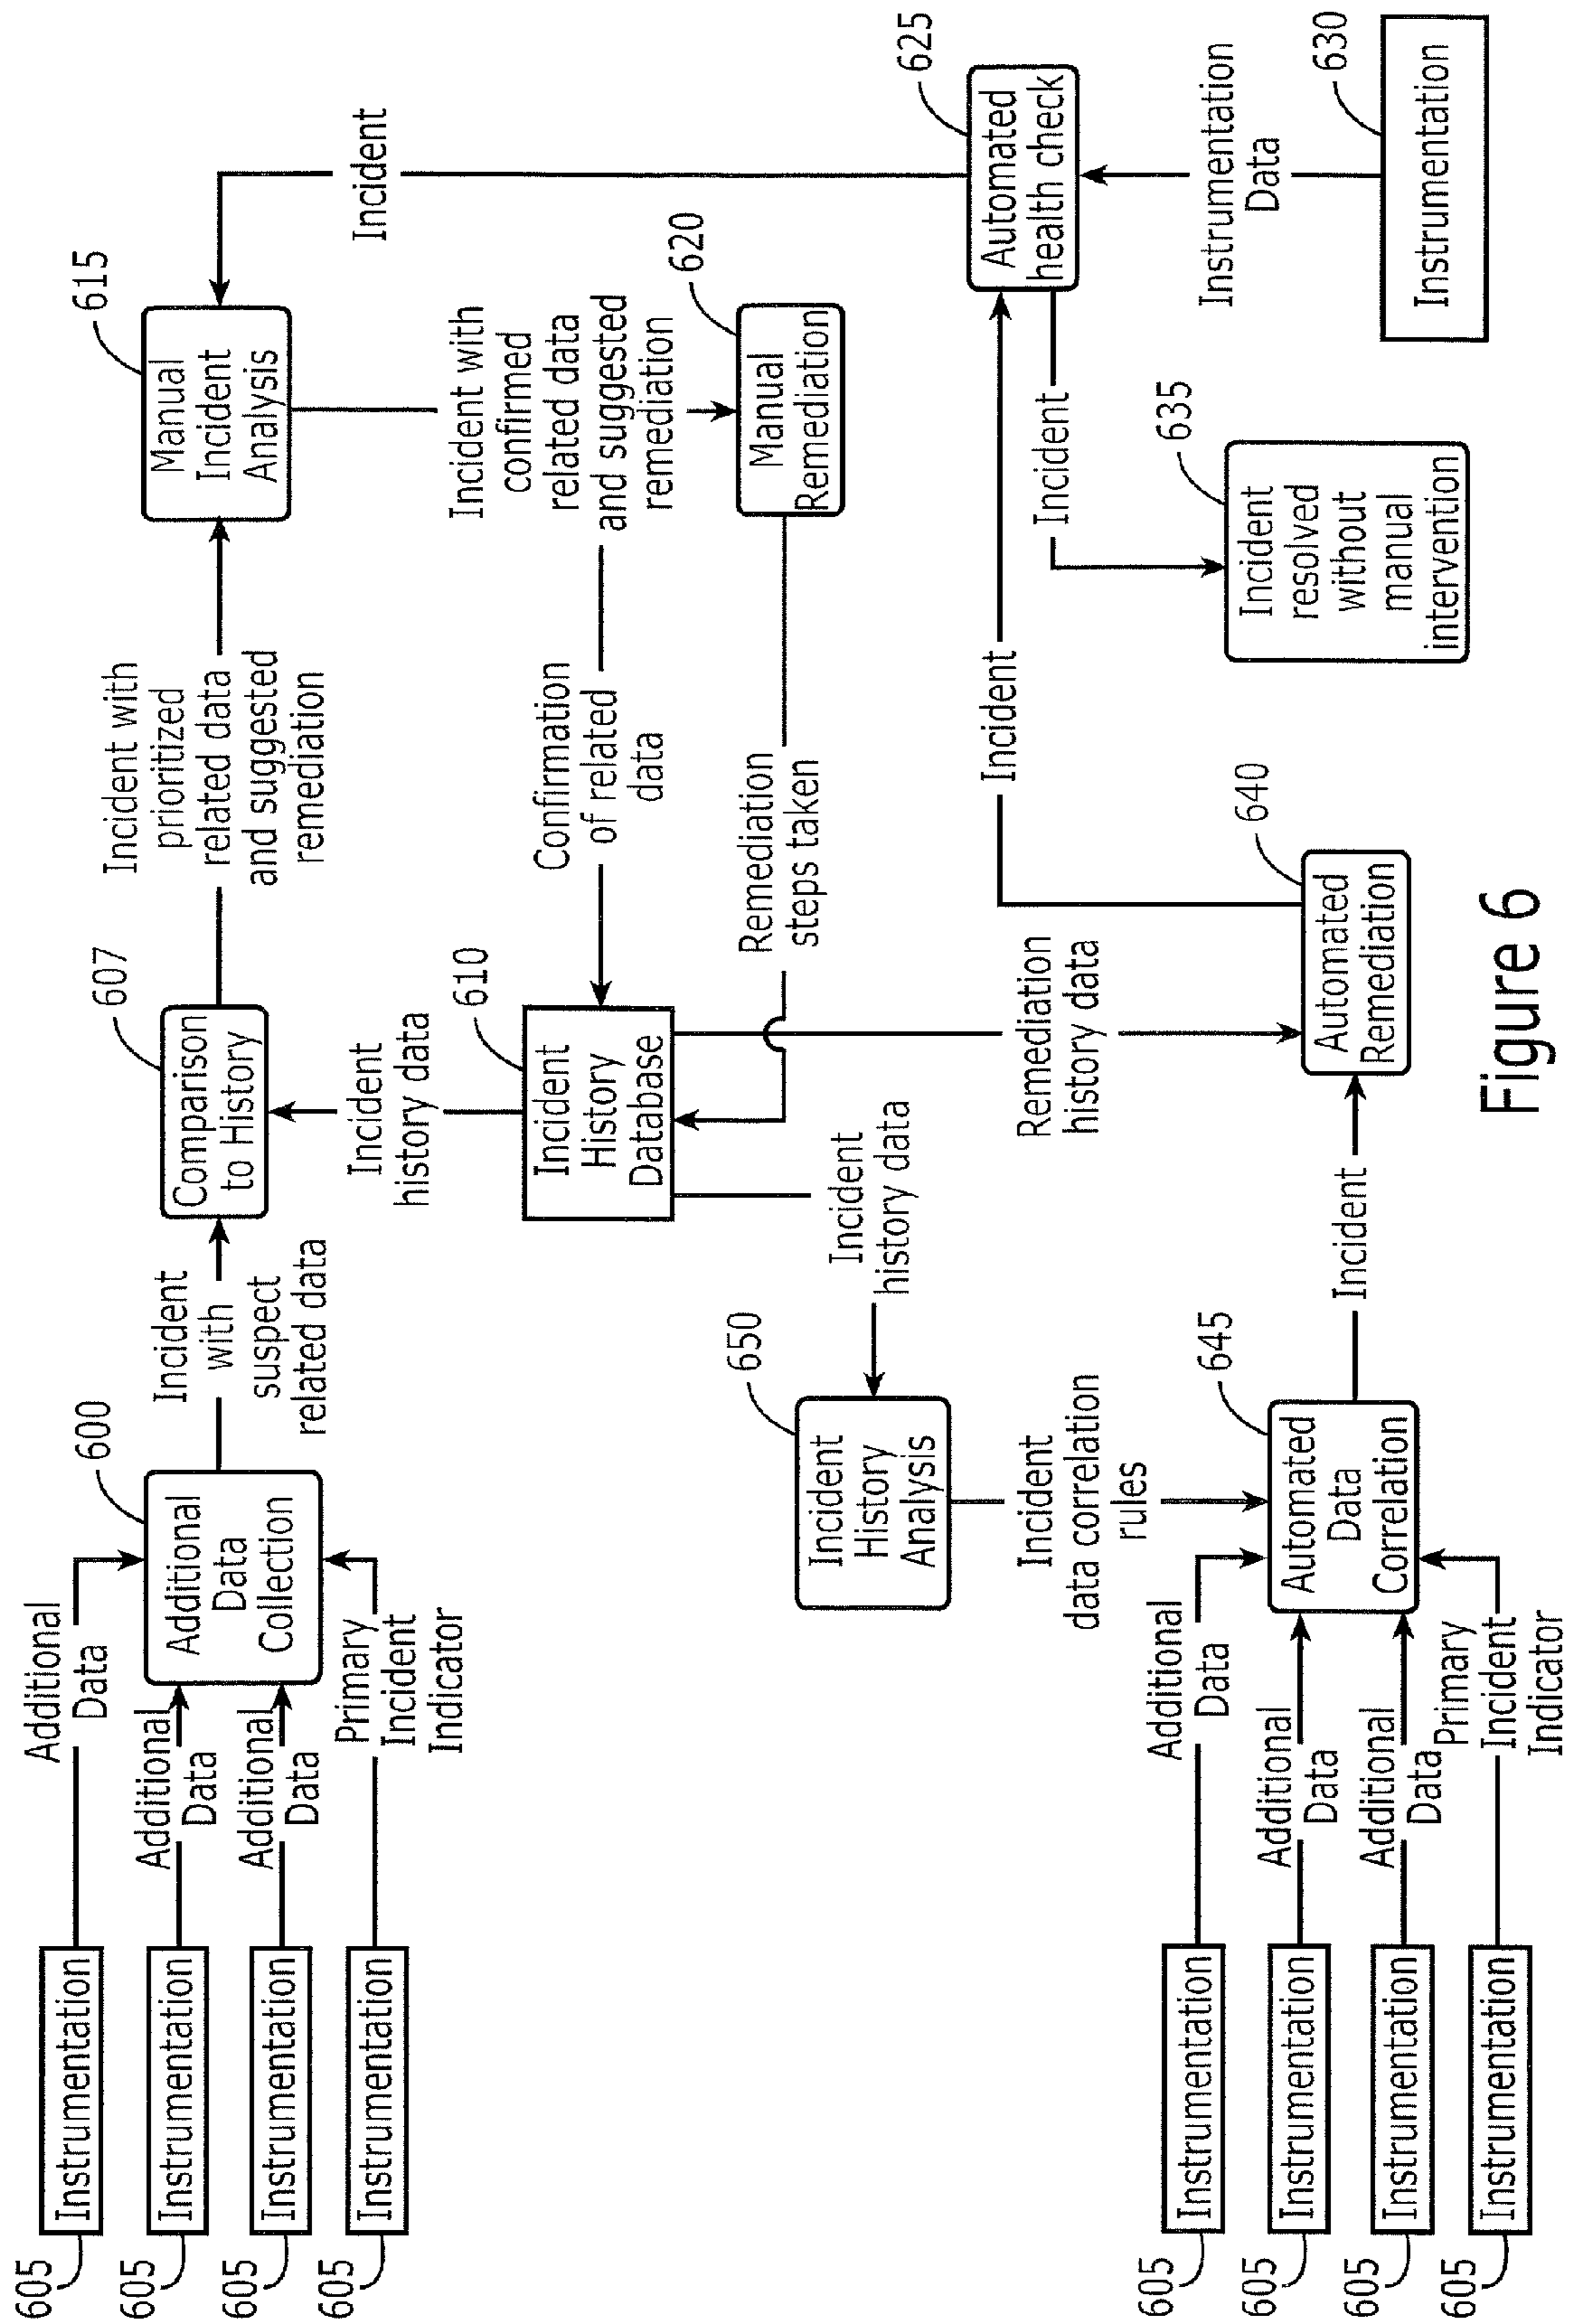 605
Instrumentation
605
Instrumentation
605
Instrumentation
605
Instrumentation
Additional
Data
Additional
Data
Additional
Data
Primary
Incident
Indicator
600
Additional
Data
Collection
Incident
with
suspect
related data
607
Comparison
to History
Incident with
prioritized
related data
and suggested
remediation
615
Manual
Incident
Analysis
Incident
Incident
history data
610
Incident
History
Database
Confirmation
of related
data
Incident with
confirmed
related data
and suggested
remediation
620
Manual
Remediation
Remediation
steps taken
Incident
history data
650
Incident
History
Analysis
Incident
data correlation
rules
Remediation
history data
Incident
625
Automated
health check
Incident
Instrumentation
Data
630
Instrumentation
635
Incident
resolved
without
manual
intervention
640
Automated
Remediation
Incident
645
Automated
Data
Correlation
Additional
Data
Additional
Data
Additional
Data
Primary
Incident
Indicator
605
Instrumentation
605
Instrumentation
605
Instrumentation
605
Instrumentation
Figure 6